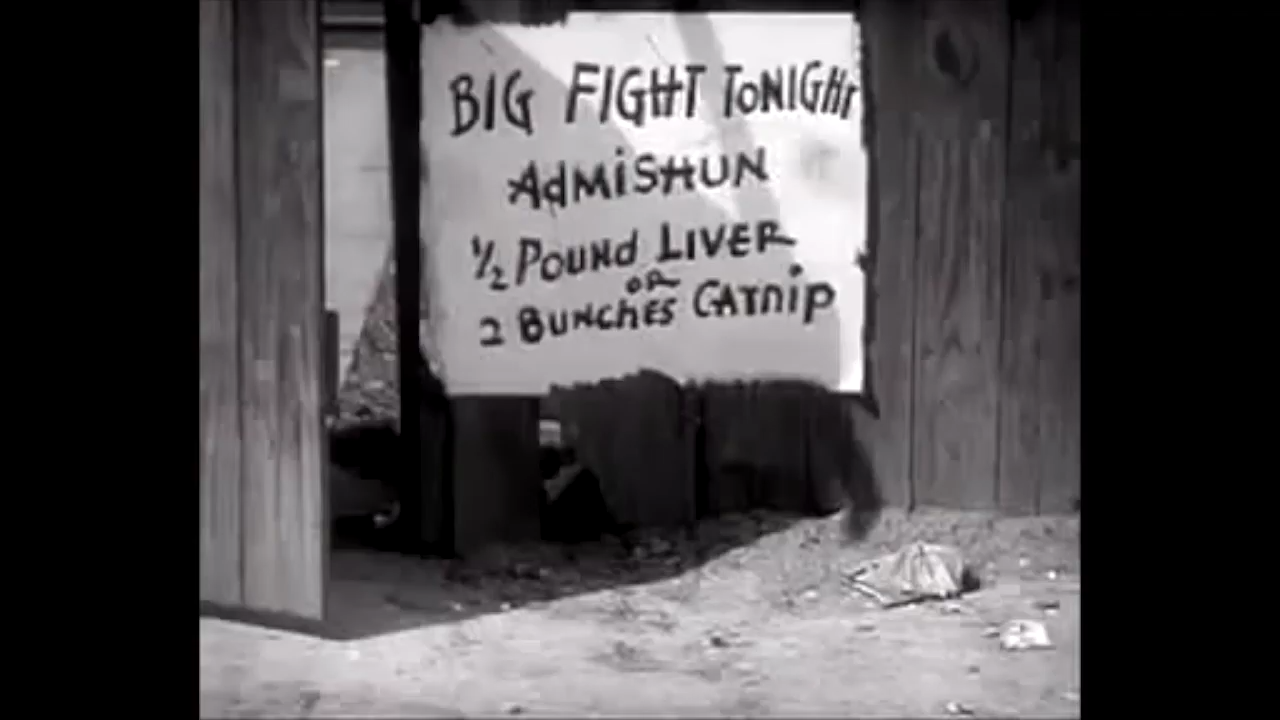 BIG FIGHT TONIGHT
ADMISHUN
1/2 POUND LIVER
OR
2 BUNCHES CATNIP